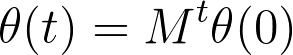 θ(t) = M^t θ(0)